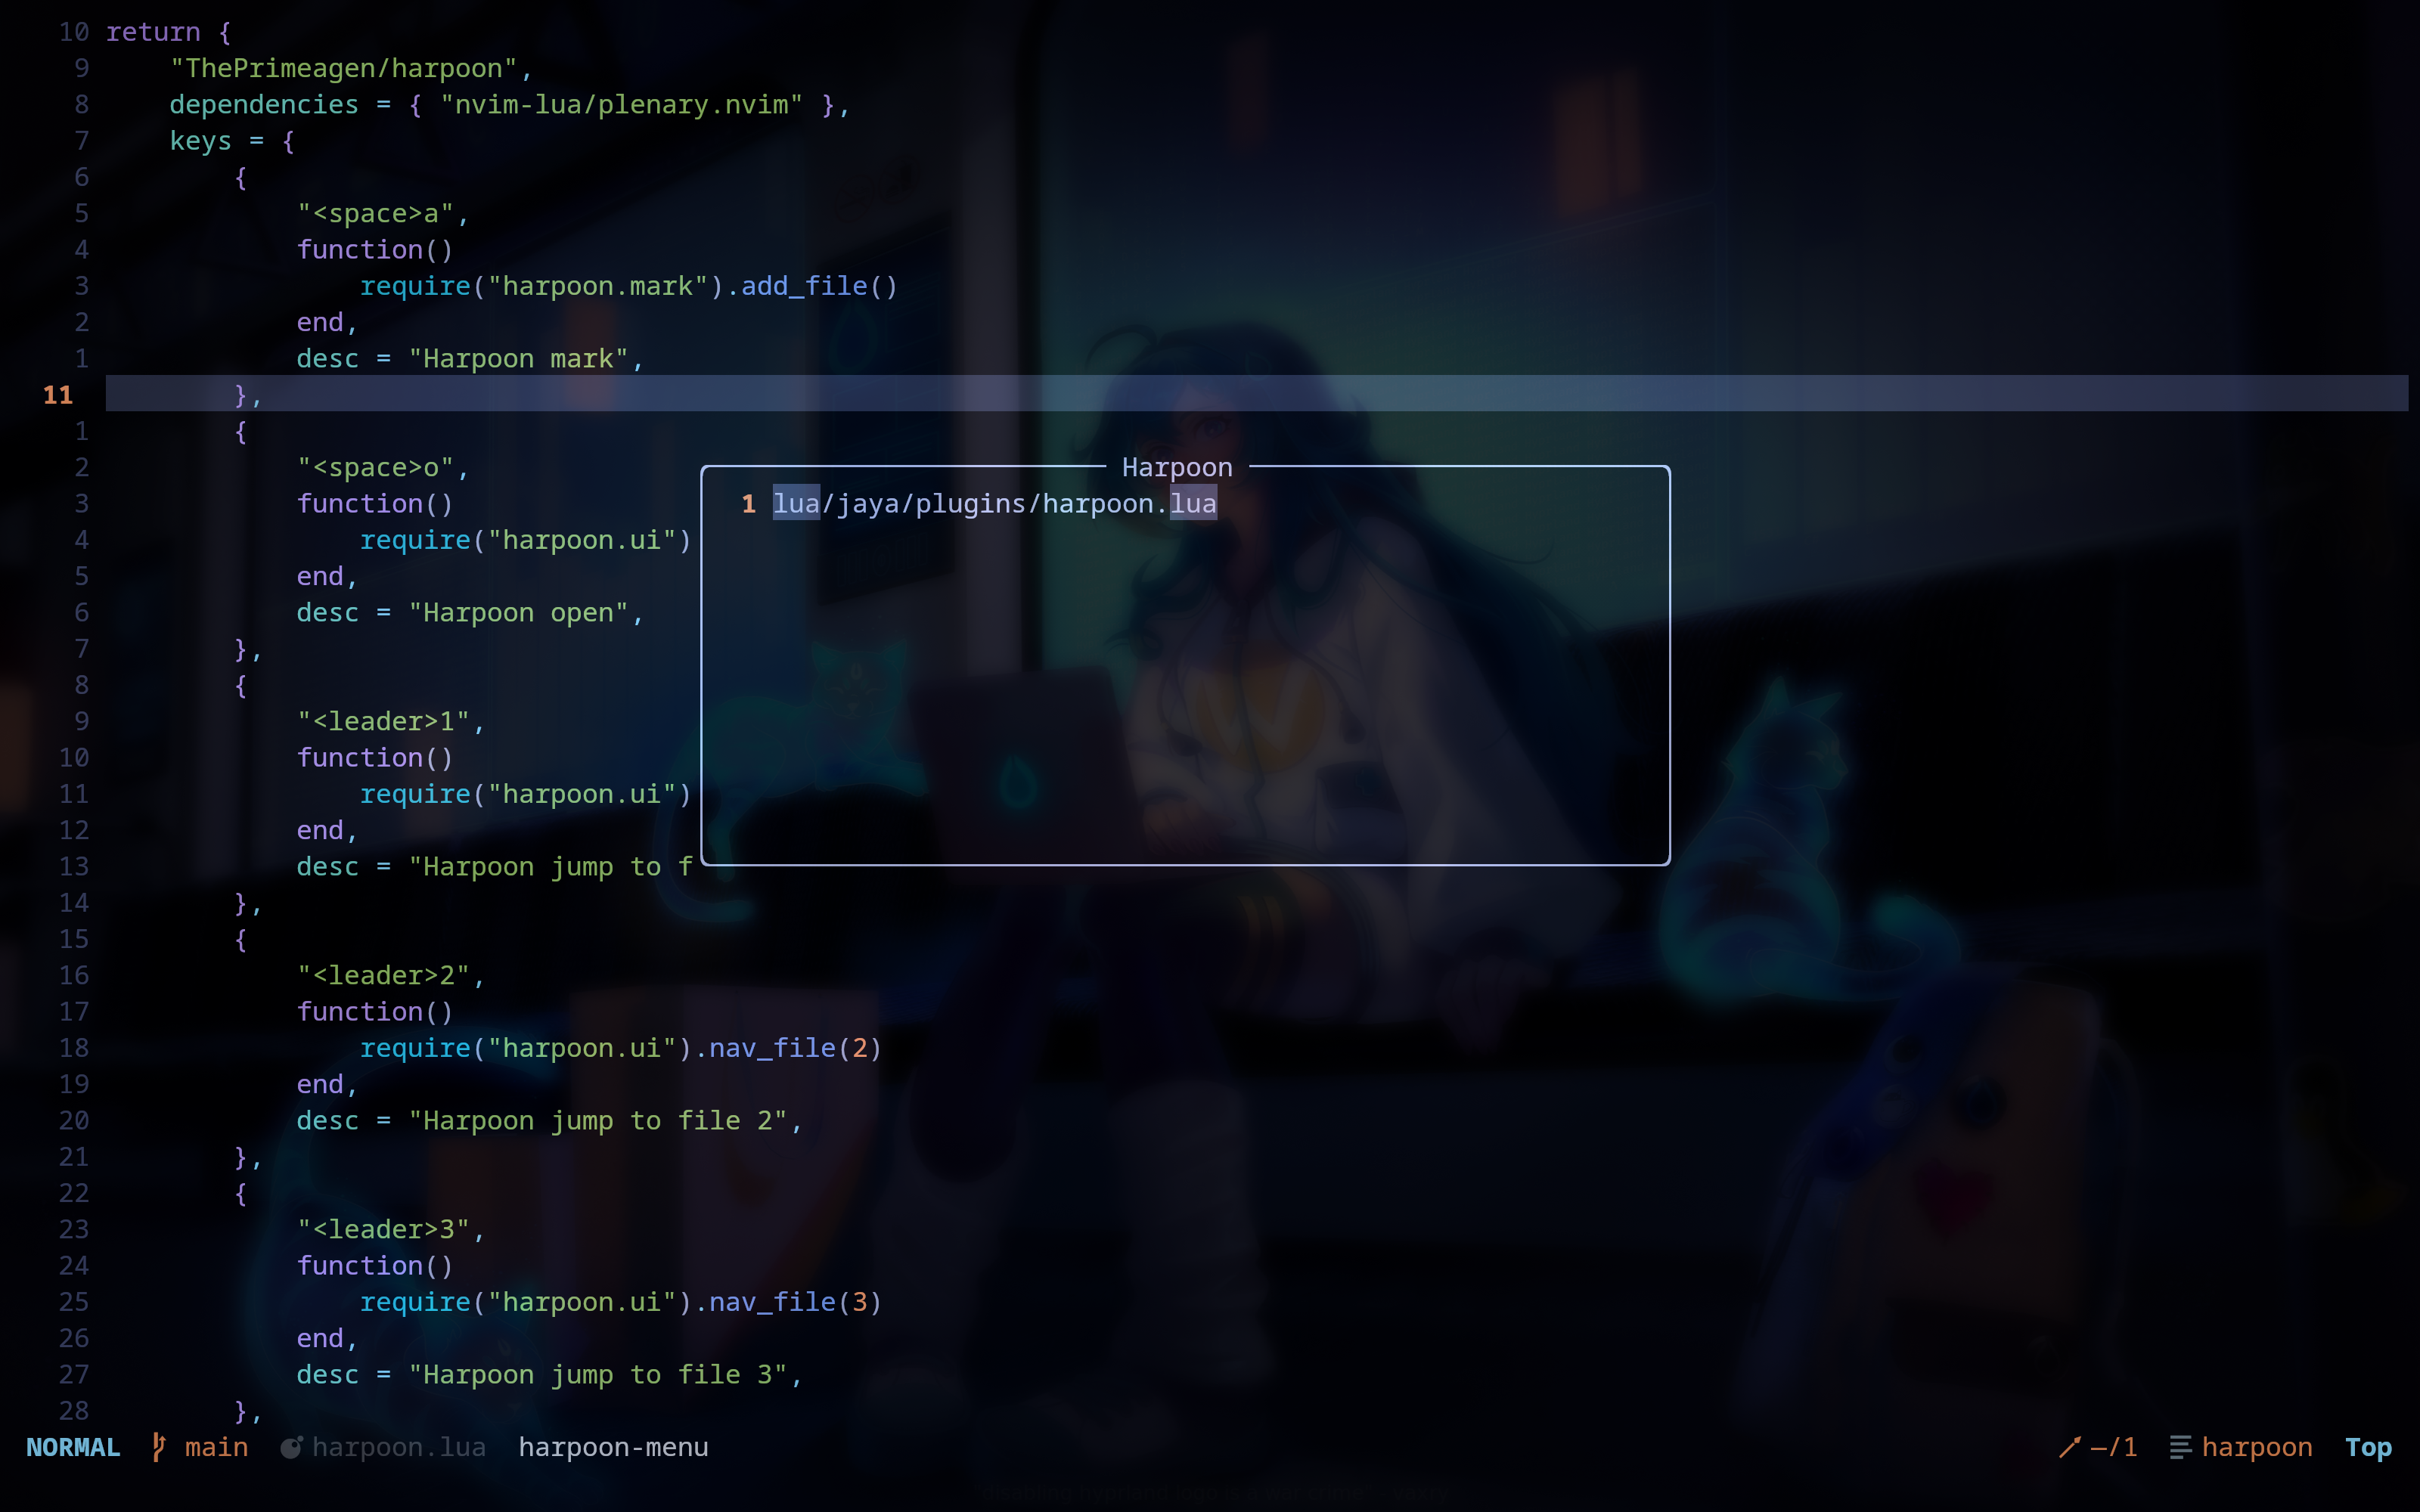 10 return {
9     "ThePrimeagen/harpoon",
8     dependencies = { "nvim-lua/plenary.nvim" },
7     keys = {
6         {
5             "<space>a",
4             function()
3                 require("harpoon.mark").add_file()
2             end,
1             desc = "Harpoon mark",
11         },
1         {
2             "<space>o",
3             function()
4                 require("harpoon.ui")
5             end,
6             desc = "Harpoon open",
7         },
8         {
9             "<leader>1",
10             function()
11                 require("harpoon.ui")
12             end,
13             desc = "Harpoon jump to f
14         },
15         {
16             "<leader>2",
17             function()
18                 require("harpoon.ui").nav_file(2)
19             end,
20             desc = "Harpoon jump to file 2",
21         },
22         {
23             "<leader>3",
24             function()
25                 require("harpoon.ui").nav_file(3)
26             end,
27             desc = "Harpoon jump to file 3",
28         },
Harpoon
1 lua/jaya/plugins/harpoon.lua
NORMAL main harpoon.lua harpoon-menu —/1 harpoon Top